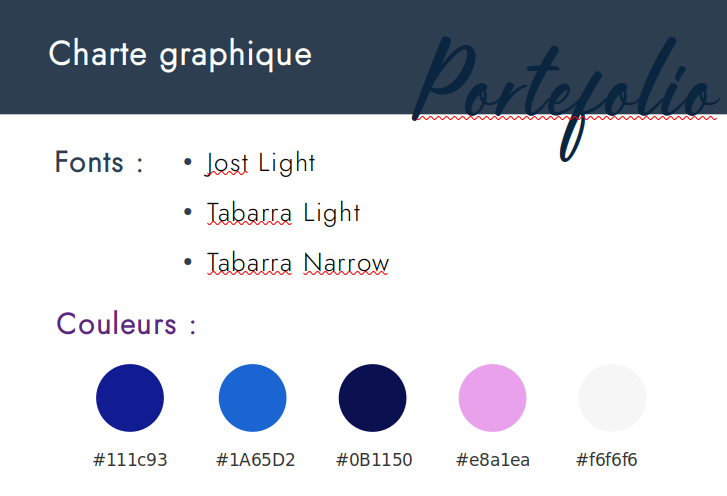 Charte graphique
Portefolio
Fonts :
• Jost Light
• Tabarra Light
• Tabarra Narrow
Couleurs :
#111c93 #1A65D2 #0B1150 #e8a1ea #f6f6f6